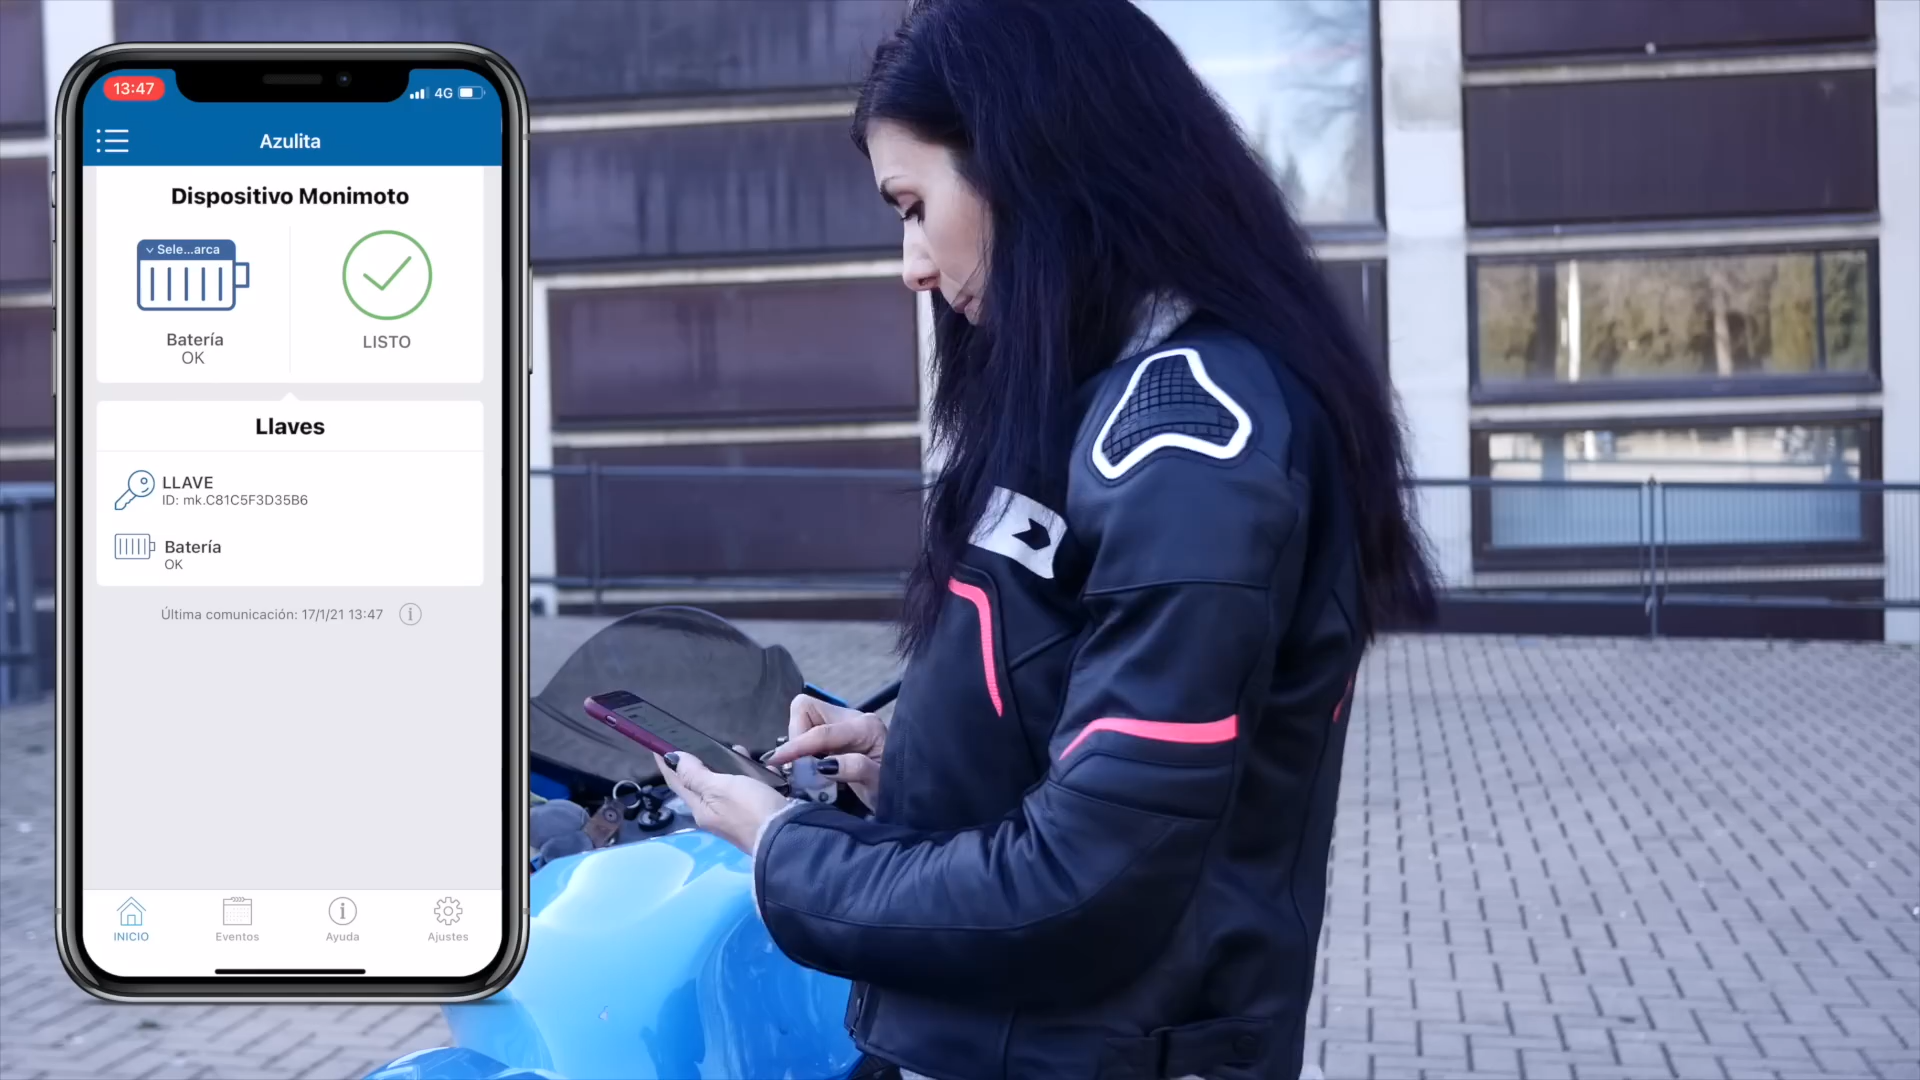 13:47
4G
Azulita
Dispositivo Monimoto
Sele...arca
Batería
OK
LISTO
Llaves
LLAVE
ID: mk.C81C5F3D35B6
Batería
OK
Última comunicación: 17/1/21 13:47
INICIO
Eventos
Ayuda
Ajustes